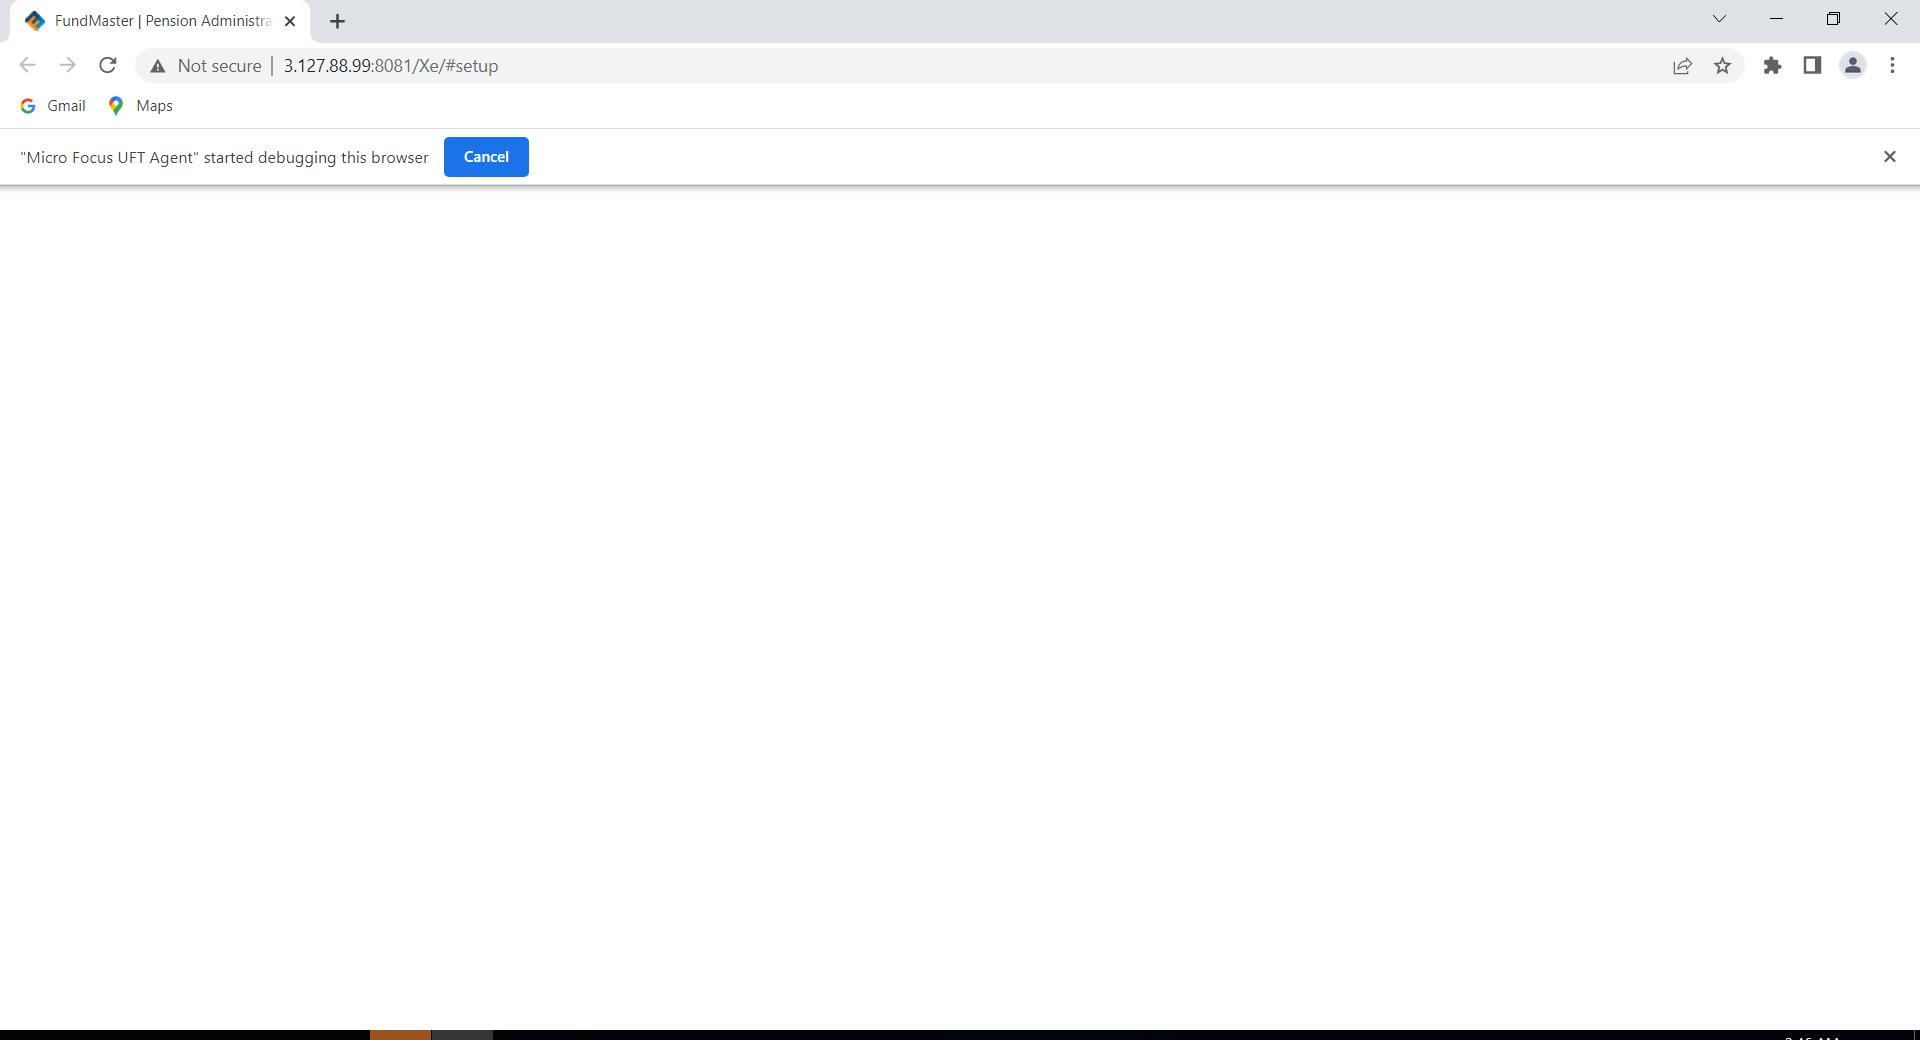 FundMaster | Pension Administra
Not secure | 3.127.88.99:8081/Xe/#setup
Gmail Maps
"Micro Focus UFT Agent" started debugging this browser Cancel